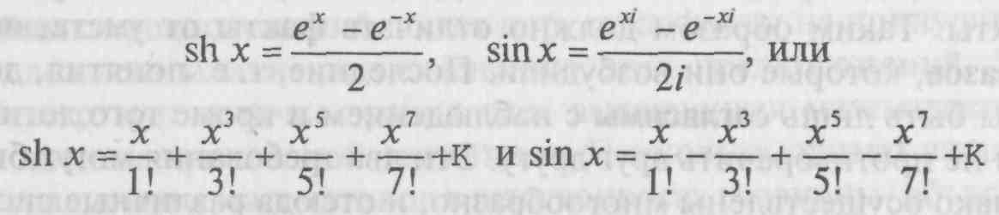 sh x = (e^x − e^−x)/2, sin x = (e^xi − e^−xi)/2i, или
sh x = x/1! + x^3/3! + x^5/5! + x^7/7! +К и sin x = x/1! − x^3/3! + x^5/5! − x^7/7! +К